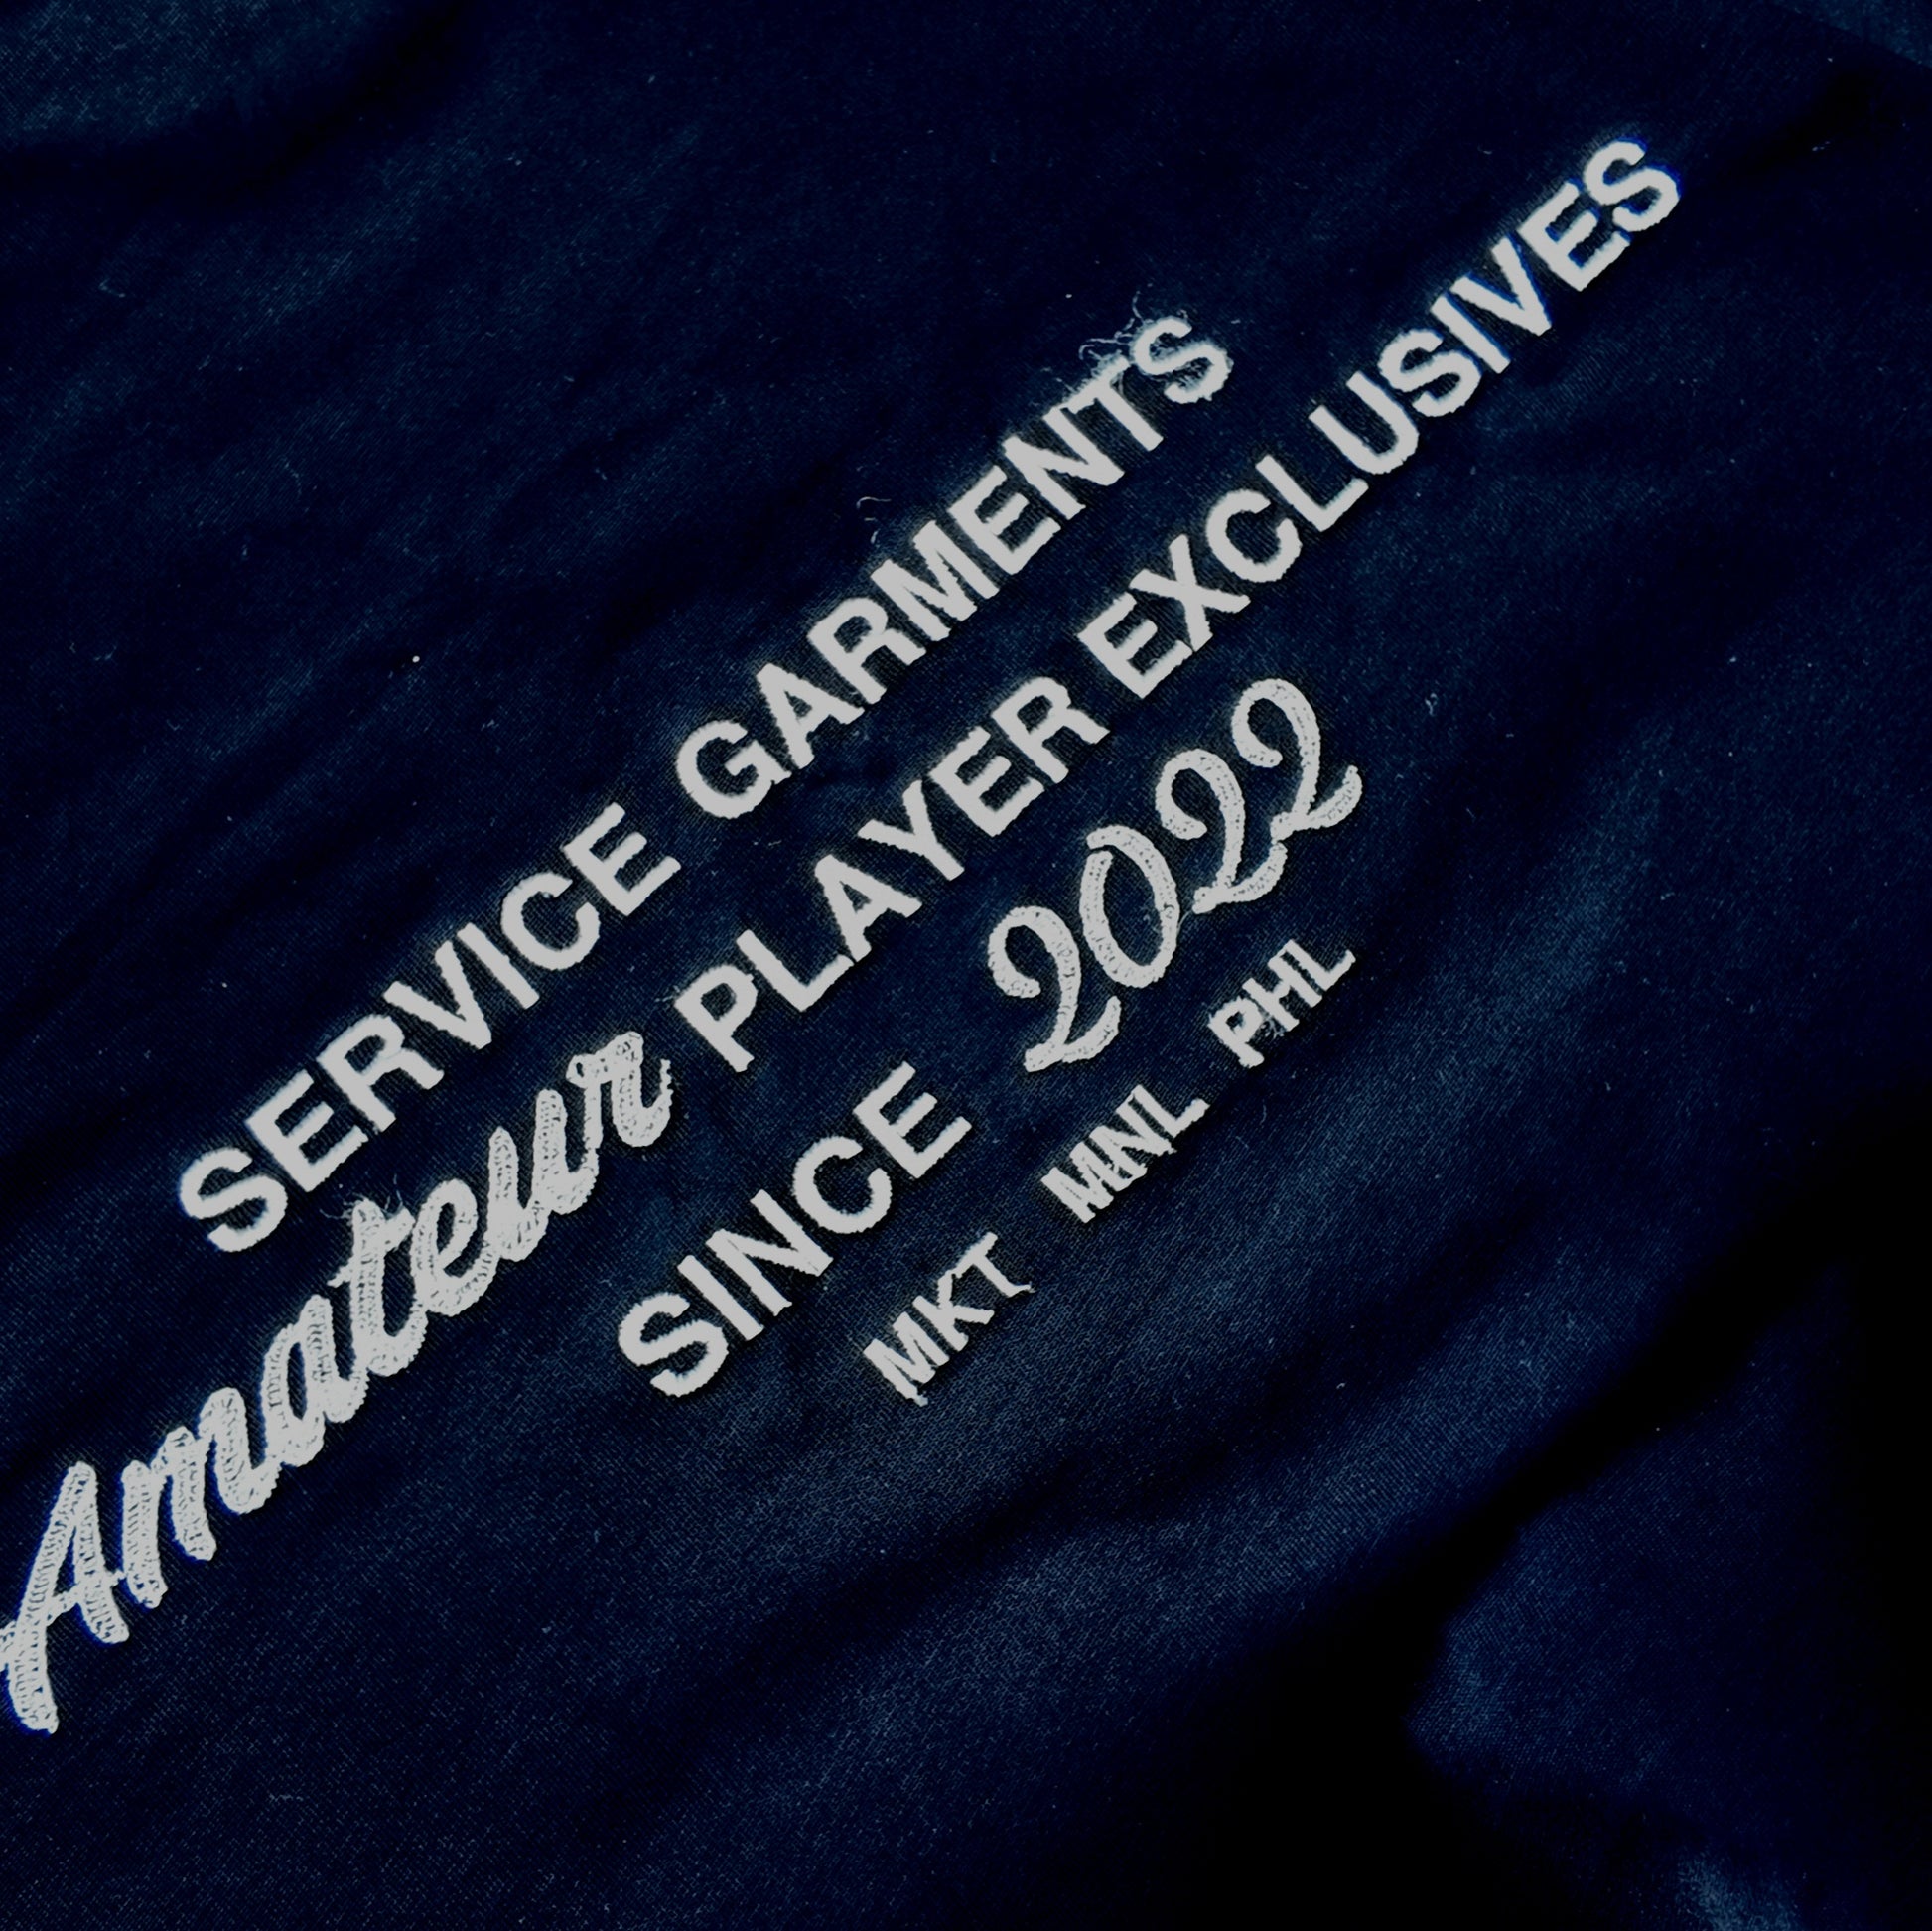 SERVICE GARMENTS
Amateur PLAYER EXCLUSIVES
SINCE 2022
MKT MNL PHL